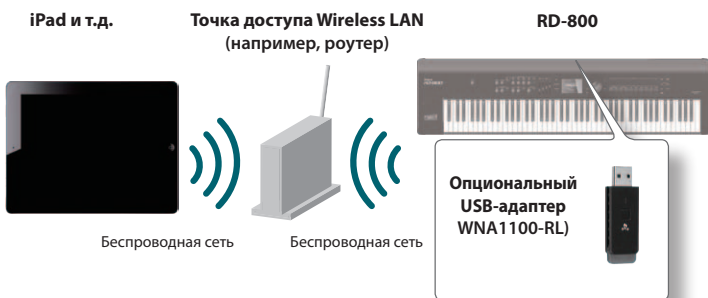 iPad и т.д.
Точка доступа Wireless LAN
(например, роутер)
RD-800
Опциональный
USB-адаптер
WNA1100-RL)
Беспроводная сеть
Беспроводная сеть